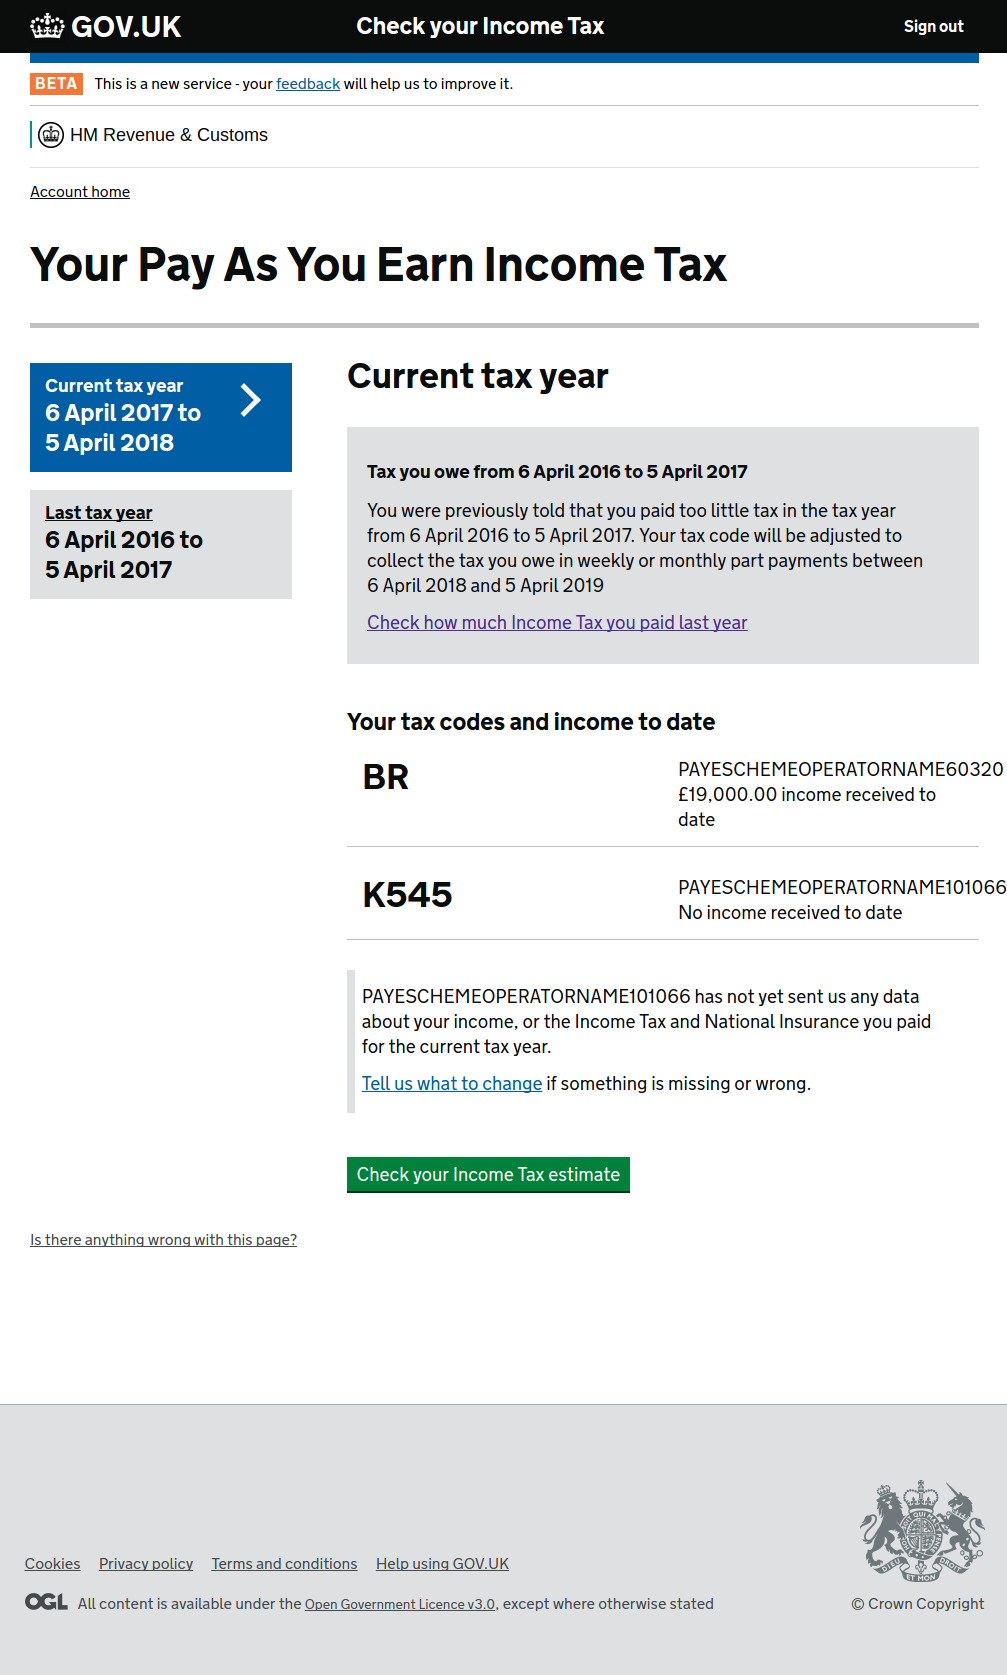 GOV.UK
Check your Income Tax
Sign out
BETA This is a new service - your feedback will help us to improve it.
HM Revenue & Customs
Account home
Your Pay As You Earn Income Tax
Current tax year
6 April 2017 to
5 April 2018
Last tax year
6 April 2016 to
5 April 2017
Current tax year
Tax you owe from 6 April 2016 to 5 April 2017
You were previously told that you paid too little tax in the tax year
from 6 April 2016 to 5 April 2017. Your tax code will be adjusted to
collect the tax you owe in weekly or monthly part payments between
6 April 2018 and 5 April 2019
Check how much Income Tax you paid last year
Your tax codes and income to date
BR
PAYESCHEMEOPERATORNAME60320
£19,000.00 income received to
date
K545
PAYESCHEMEOPERATORNAME101066
No income received to date
PAYESCHEMEOPERATORNAME101066 has not yet sent us any data
about your income, or the Income Tax and National Insurance you paid
for the current tax year.
Tell us what to change if something is missing or wrong.
Check your Income Tax estimate
Is there anything wrong with this page?
Cookies Privacy policy Terms and conditions Help using GOV.UK
OGL All content is available under the Open Government Licence v3.0, except where otherwise stated
© Crown Copyright